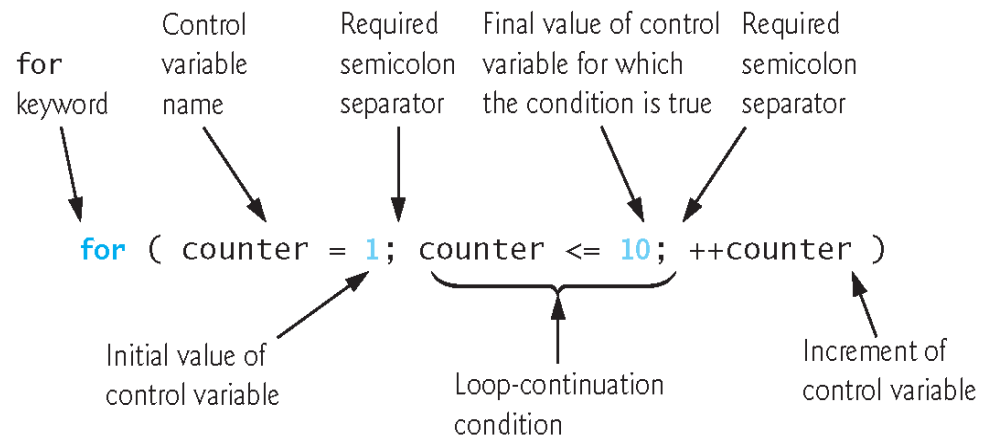 for
keyword
Control
variable
name
Required
semicolon
separator
Final value of control
variable for which
the condition is true
Required
semicolon
separator
for ( counter = 1; counter <= 10; ++counter )
Initial value of
control variable
Loop-continuation
condition
Increment of
control variable